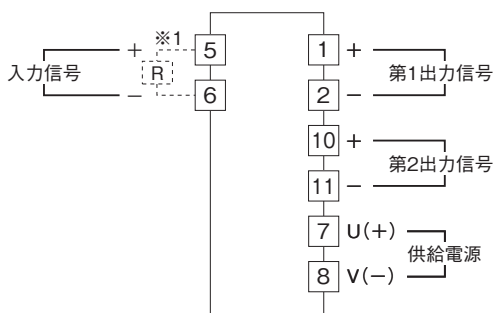 ※1
+ 5 1 +
入力信号 R 第1出力信号
− 6 2 −
10 +
第2出力信号
11 −
7 U(+)
供給電源
8 V(−)